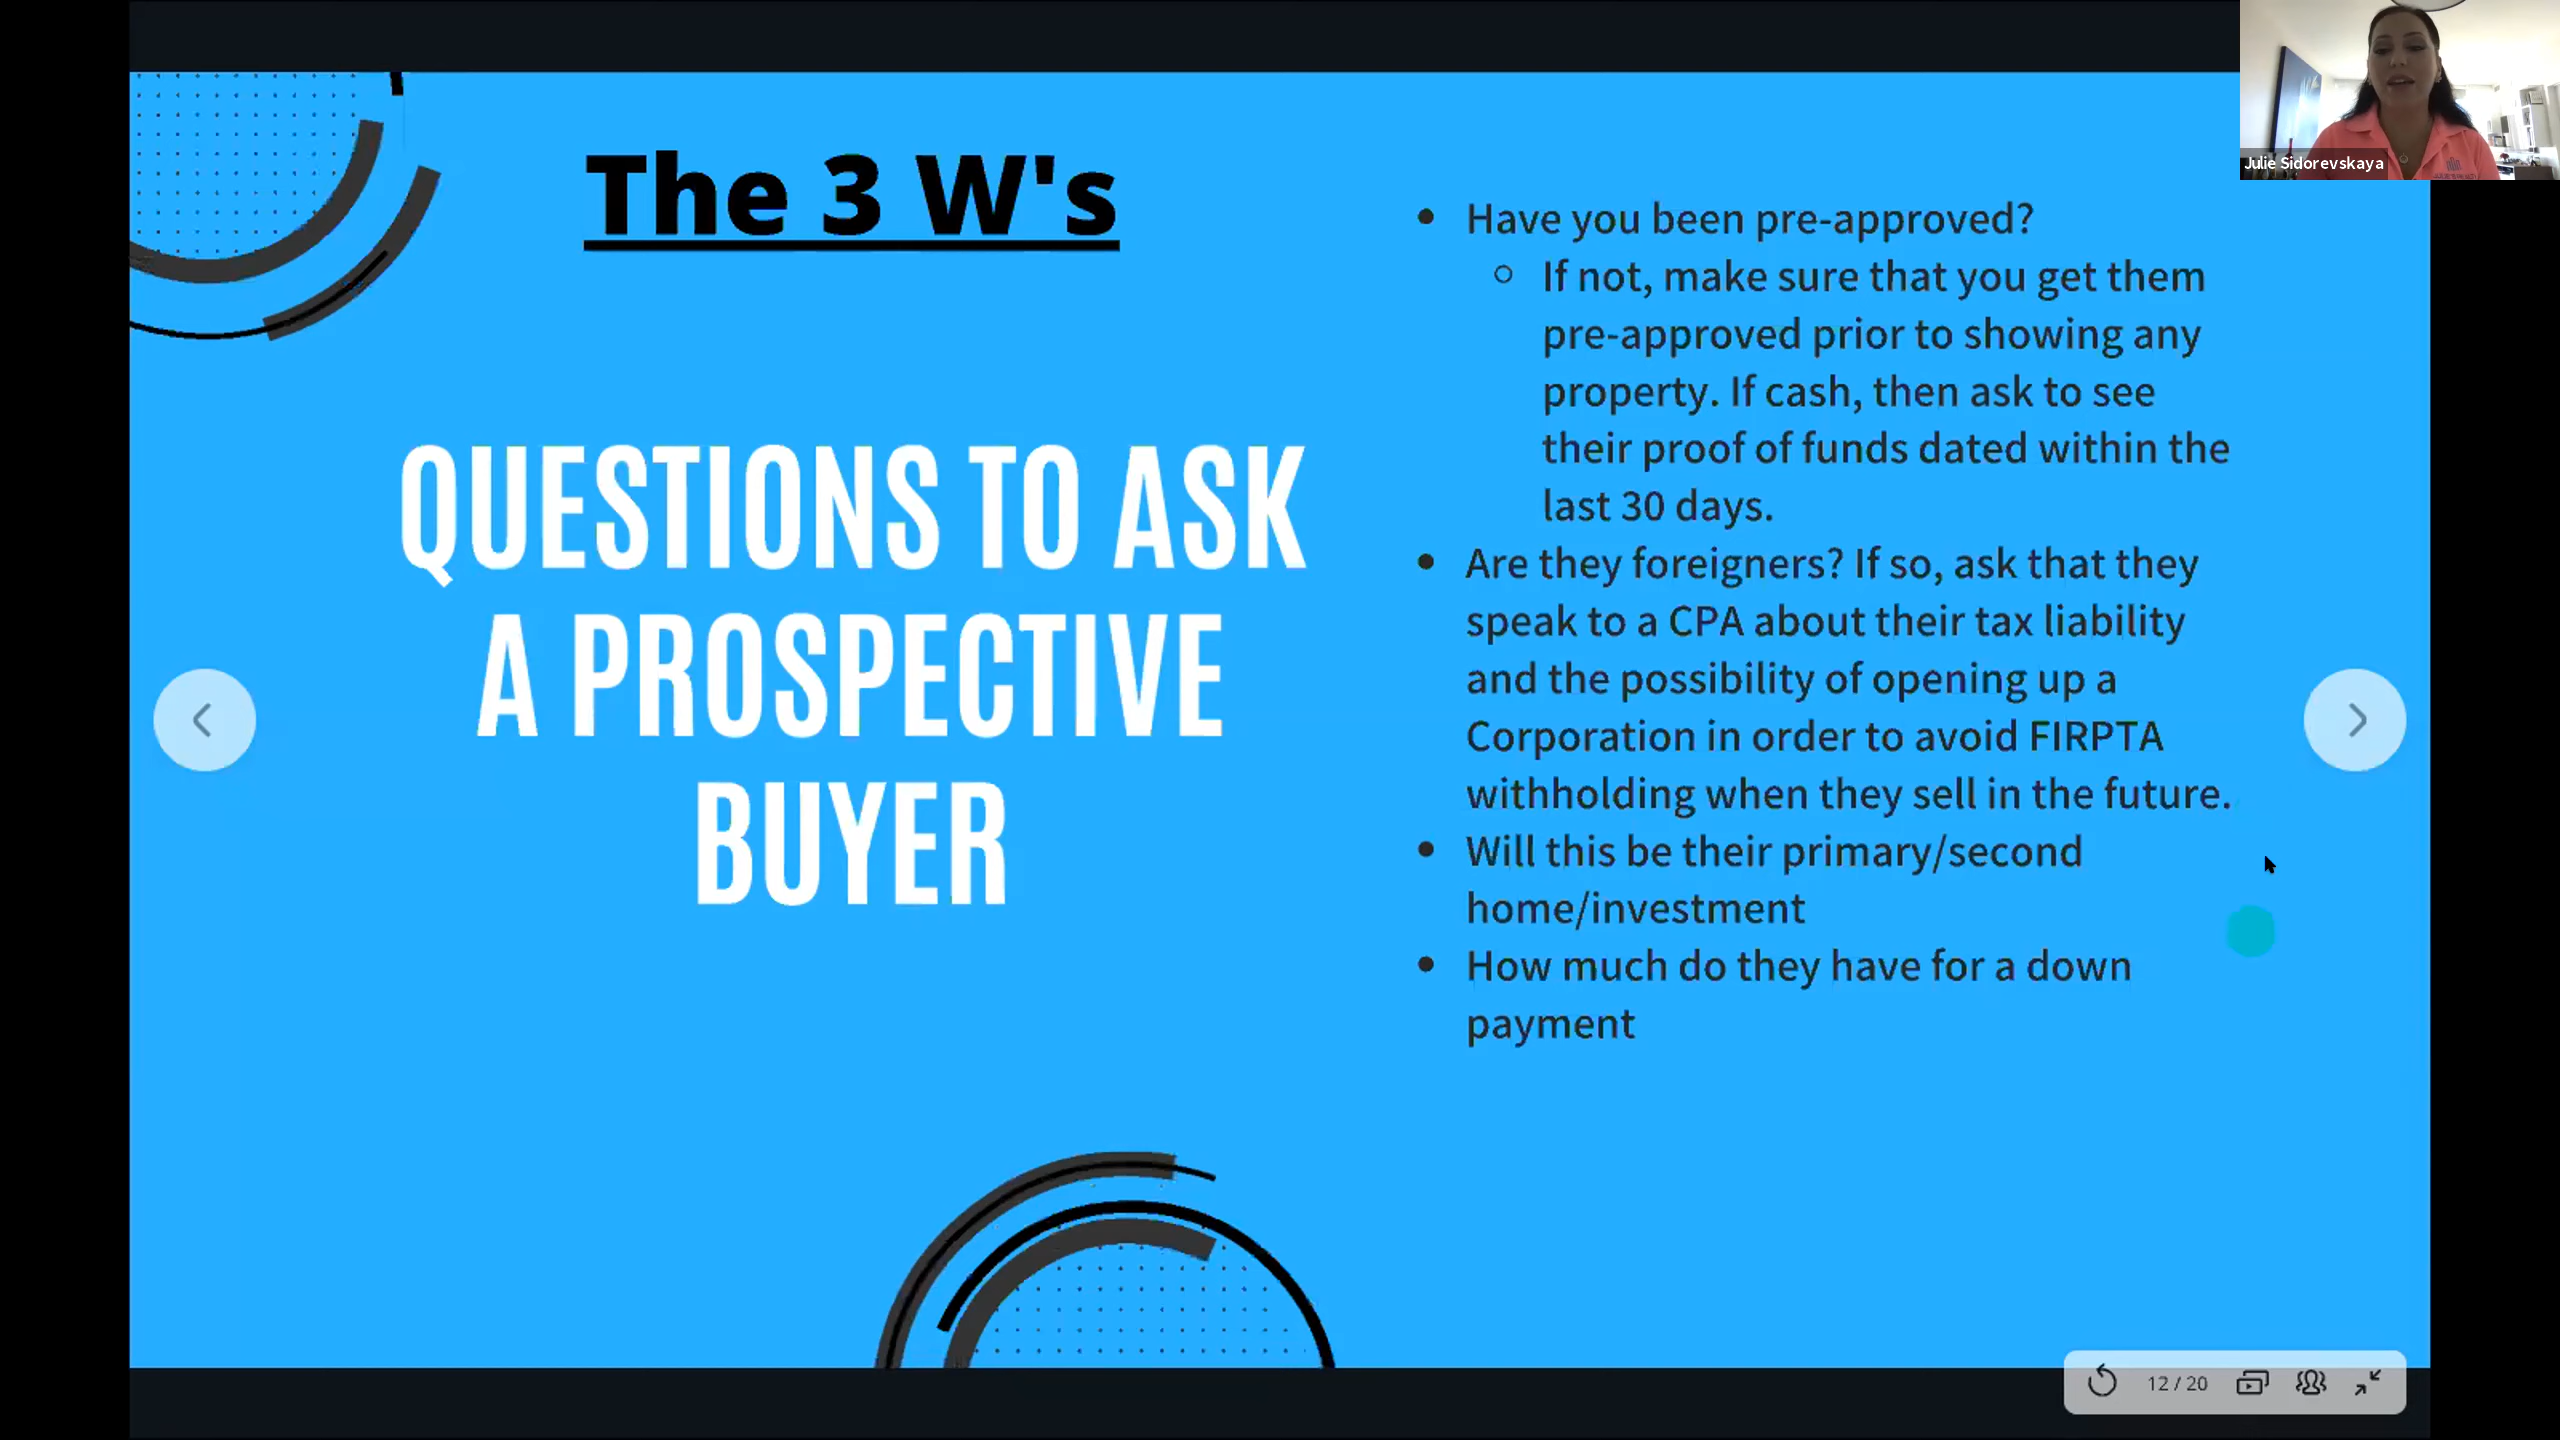 The 3 W's
QUESTIONS TO ASK
A PROSPECTIVE
BUYER
Have you been pre-approved?
If not, make sure that you get them
pre-approved prior to showing any
property. If cash, then ask to see
their proof of funds dated within the
last 30 days.
Are they foreigners? If so, ask that they
speak to a CPA about their tax liability
and the possibility of opening up a
Corporation in order to avoid FIRPTA
withholding when they sell in the future.
Will this be their primary/second
home/investment
How much do they have for a down
payment
Julie Sidorevskaya
12 / 20